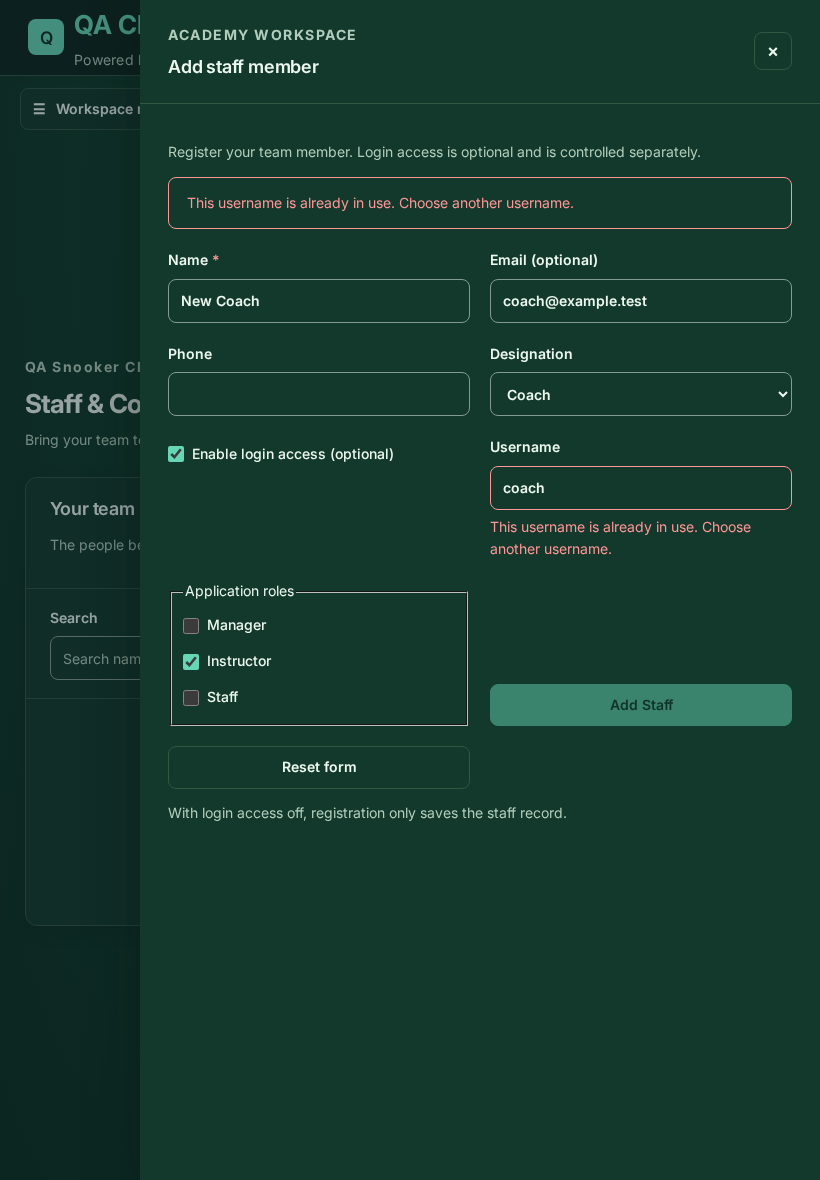 Q
QA Cl
Powered
☰ Workspace
QA Snooker Cl
Staff & Co
Bring your team t
Your team
The people be
Search
Search nam
ACADEMY WORKSPACE
Add staff member
×
Register your team member. Login access is optional and is controlled separately.
This username is already in use. Choose another username.
Name *
New Coach
Email (optional)
coach@example.test
Phone
Designation
Coach
Enable login access (optional)
Username
coach
This username is already in use. Choose
another username.
Application roles
Manager
Instructor
Staff
Add Staff
Reset form
With login access off, registration only saves the staff record.